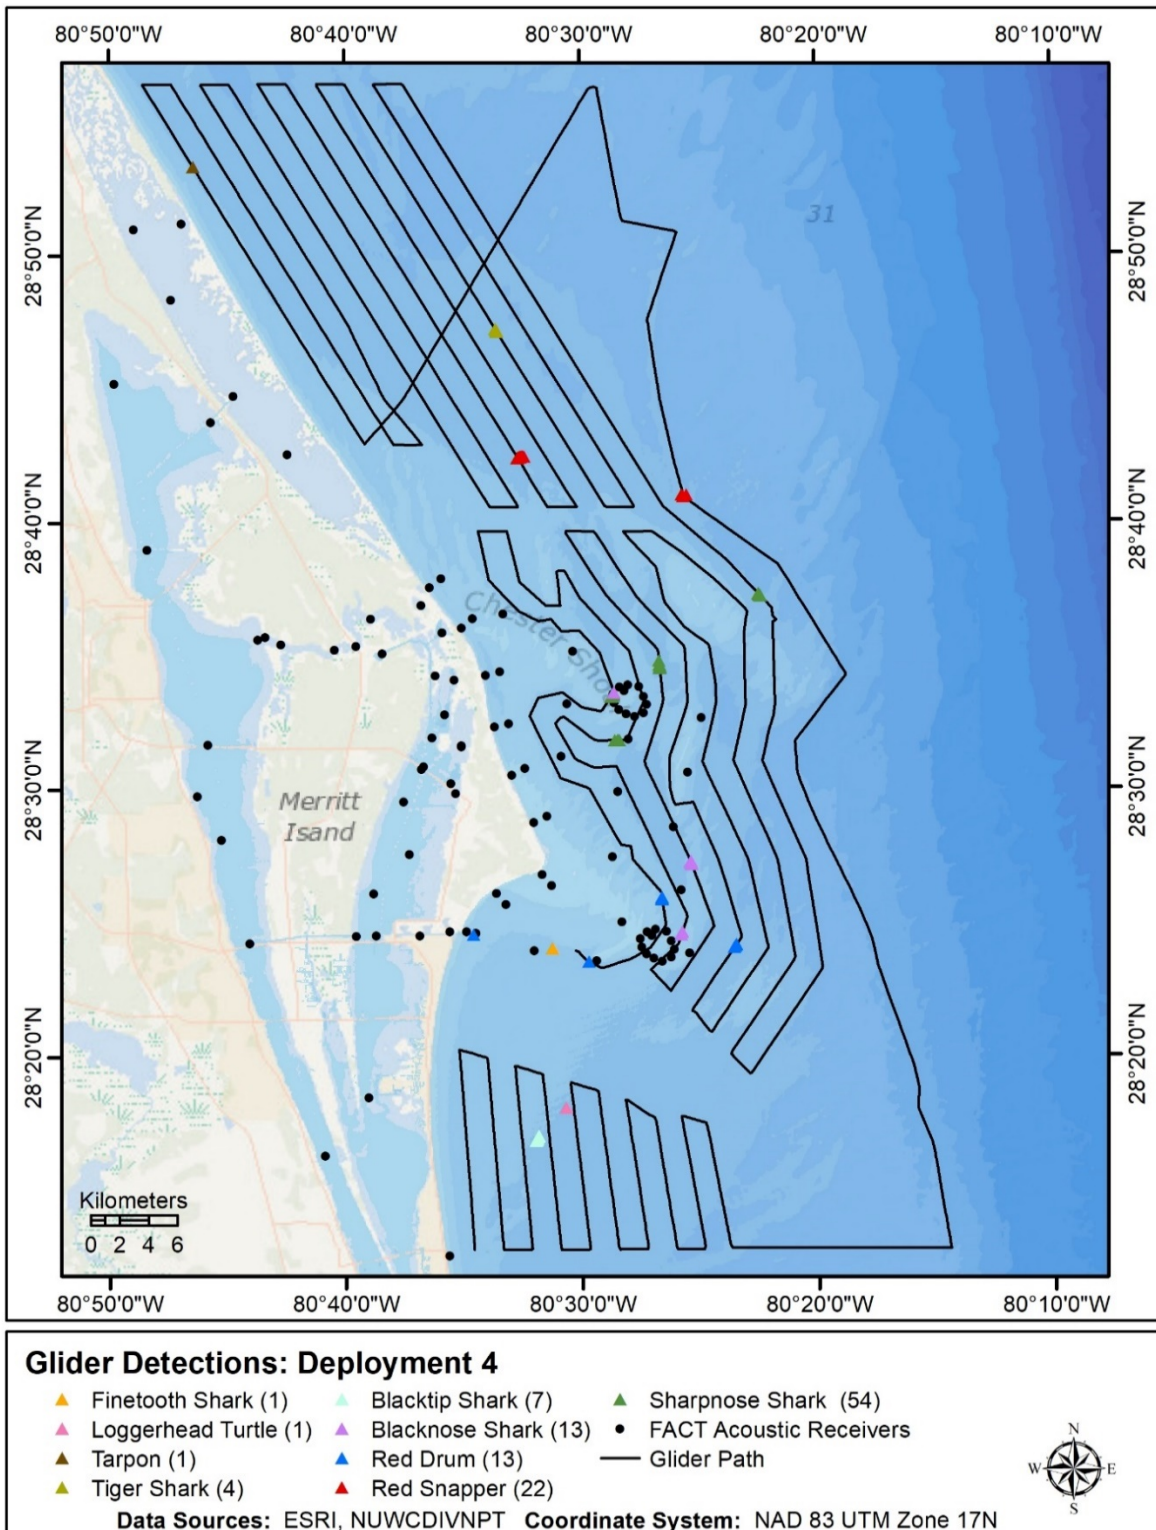 80°50'0"W 80°40'0"W 80°30'0"W 80°20'0"W 80°10'0"W
31
28°50'0"N 28°50'0"N
28°40'0"N 28°40'0"N
Chester Shoal
28°30'0"N 28°30'0"N
Merritt
Isand
28°20'0"N 28°20'0"N
Kilometers
0 2 4 6
80°50'0"W 80°40'0"W 80°30'0"W 80°20'0"W 80°10'0"W
Glider Detections: Deployment 4
Finetooth Shark (1) Blacktip Shark (7) Sharpnose Shark (54)
Loggerhead Turtle (1) Blacknose Shark (13) FACT Acoustic Receivers
Tarpon (1) Red Drum (13) Glider Path
Tiger Shark (4) Red Snapper (22)
N
W E
S
Data Sources: ESRI, NUWCDIVNPT Coordinate System: NAD 83 UTM Zone 17N